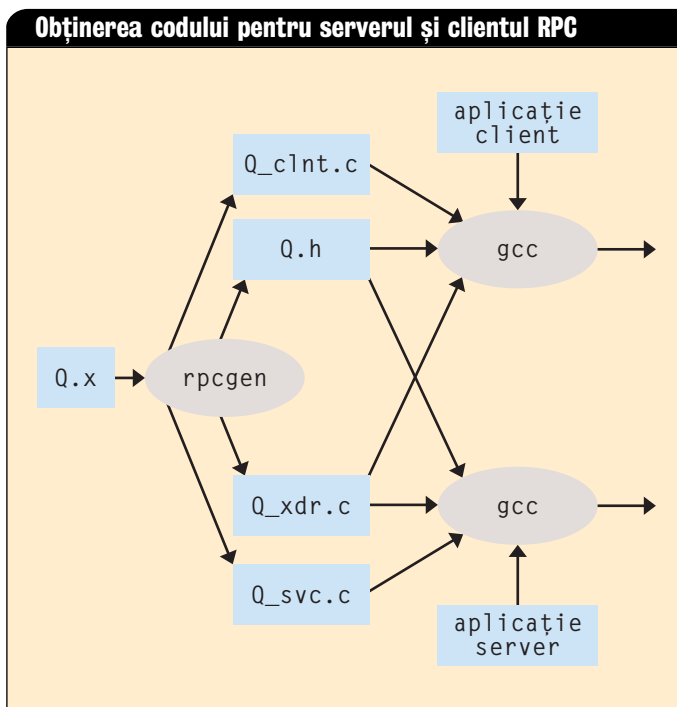 Obținerea codului pentru serverul și clientul RPC
aplicație
client
Q_clnt.c
Q.h
gcc
Q.x
rpcgen
Q_xdr.c
gcc
Q_svc.c
aplicație
server